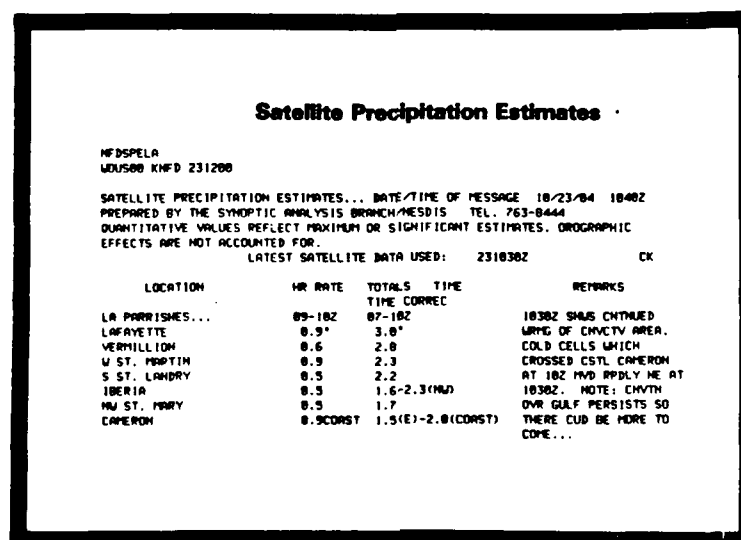 Satellite Precipitation Estimates
NFDSPELA
WDUS00 KNFD 231200
SATELLITE PRECIPITATION ESTIMATES... DATE/TIME OF MESSAGE 10/23/84 1040Z
PREPARED BY THE SYNOPTIC ANALYSIS BRANCH/NESDIS TEL. 763-8444
QUANTITATIVE VALUES REFLECT MAXIMUM OR SIGNIFICANT ESTIMATES. OROGRAPHIC
EFFECTS ARE NOT ACCOUNTED FOR.
LATEST SATELLITE DATA USED: 231030Z CK
LOCATION HR RATE TOTALS TIME REMARKS
TIME CORREC
LA PARRISHES... 09-10Z 07-10Z 1030Z SHWS CNTNUED
LAFAYETTE 0.9" 3.0" WRMG OF CNVCTV AREA.
VERMILLION 0.6 2.0 COLD CELLS WHICH
W ST. MARTIN 0.9 2.3 CROSSED CSTL CAMERON
S ST. LANDRY 0.5 2.2 AT 10Z MVD RPDLY NE AT
IBERIA 0.5 1.6-2.3(NW) 1030Z. NOTE: CNVTN
NW ST. MARY 0.5 1.7 OVR GULF PERSISTS SO
CAMERON 0.9COAST 1.5(E)-2.0(COAST) THERE CUD BE MORE TO
COME...